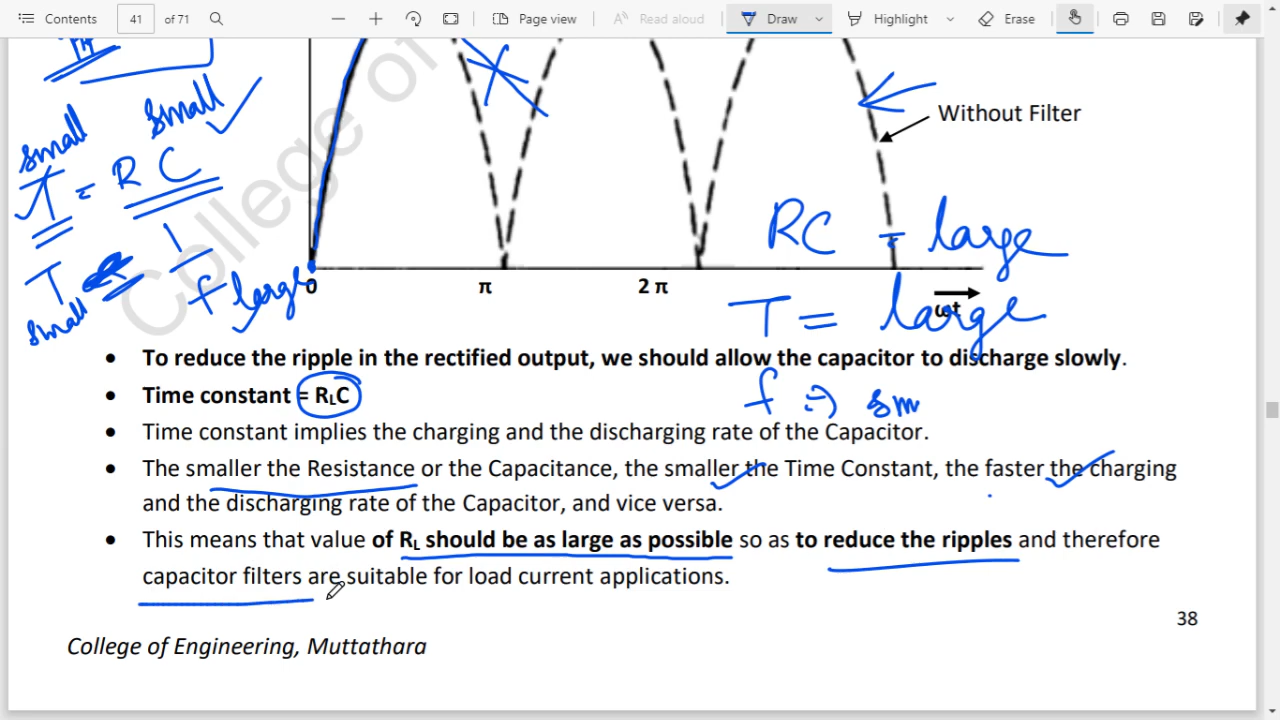 Contents 41 of 71 Page view Read aloud Draw Highlight Erase
College of
small small
T = RC
T 1
small f large
Without Filter
RC = large
T = large
0 π 2 π ωt
• To reduce the ripple in the rectified output, we should allow the capacitor to discharge slowly.
f sm
• Time constant = RLC
• Time constant implies the charging and the discharging rate of the Capacitor.
• The smaller the Resistance or the Capacitance, the smaller the Time Constant, the faster the charging
and the discharging rate of the Capacitor, and vice versa.
• This means that value of RL should be as large as possible so as to reduce the ripples and therefore
capacitor filters are suitable for load current applications.
38
College of Engineering, Muttathara